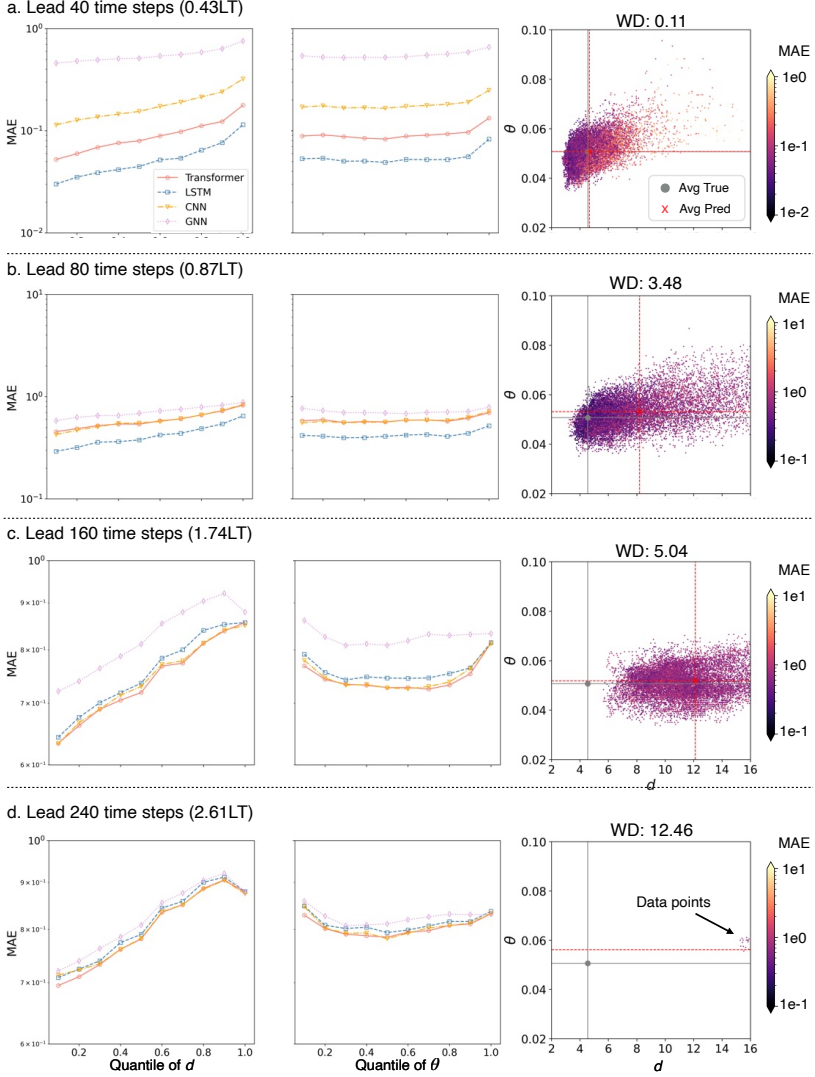 a. Lead 40 time steps (0.43LT)
WD: 0.11
MAE
10⁰
10⁻¹
10⁻²
MAE
Transformer
LSTM
CNN
GNN
0.10
0.08
0.06
0.04
0.02
θ
Avg True
x Avg Pred
1e0
1e-1
1e-2
b. Lead 80 time steps (0.87LT)
WD: 3.48
MAE
10¹
10⁰
10⁻¹
MAE
0.10
0.08
0.06
0.04
0.02
θ
1e1
1e0
1e-1
c. Lead 160 time steps (1.74LT)
WD: 5.04
MAE
10⁰
9×10⁻¹
8×10⁻¹
7×10⁻¹
6×10⁻¹
MAE
0.10
0.08
0.06
0.04
0.02
θ
2 4 6 8 10 12 14 16
d
1e1
1e0
1e-1
d. Lead 240 time steps (2.61LT)
WD: 12.46
MAE
10⁰
9×10⁻¹
8×10⁻¹
7×10⁻¹
6×10⁻¹
MAE
0.2 0.4 0.6 0.8 1.0
Quantile of d
0.2 0.4 0.6 0.8 1.0
Quantile of θ
0.10
0.08
0.06
0.04
0.02
θ
Data points
2 4 6 8 10 12 14 16
d
1e1
1e0
1e-1